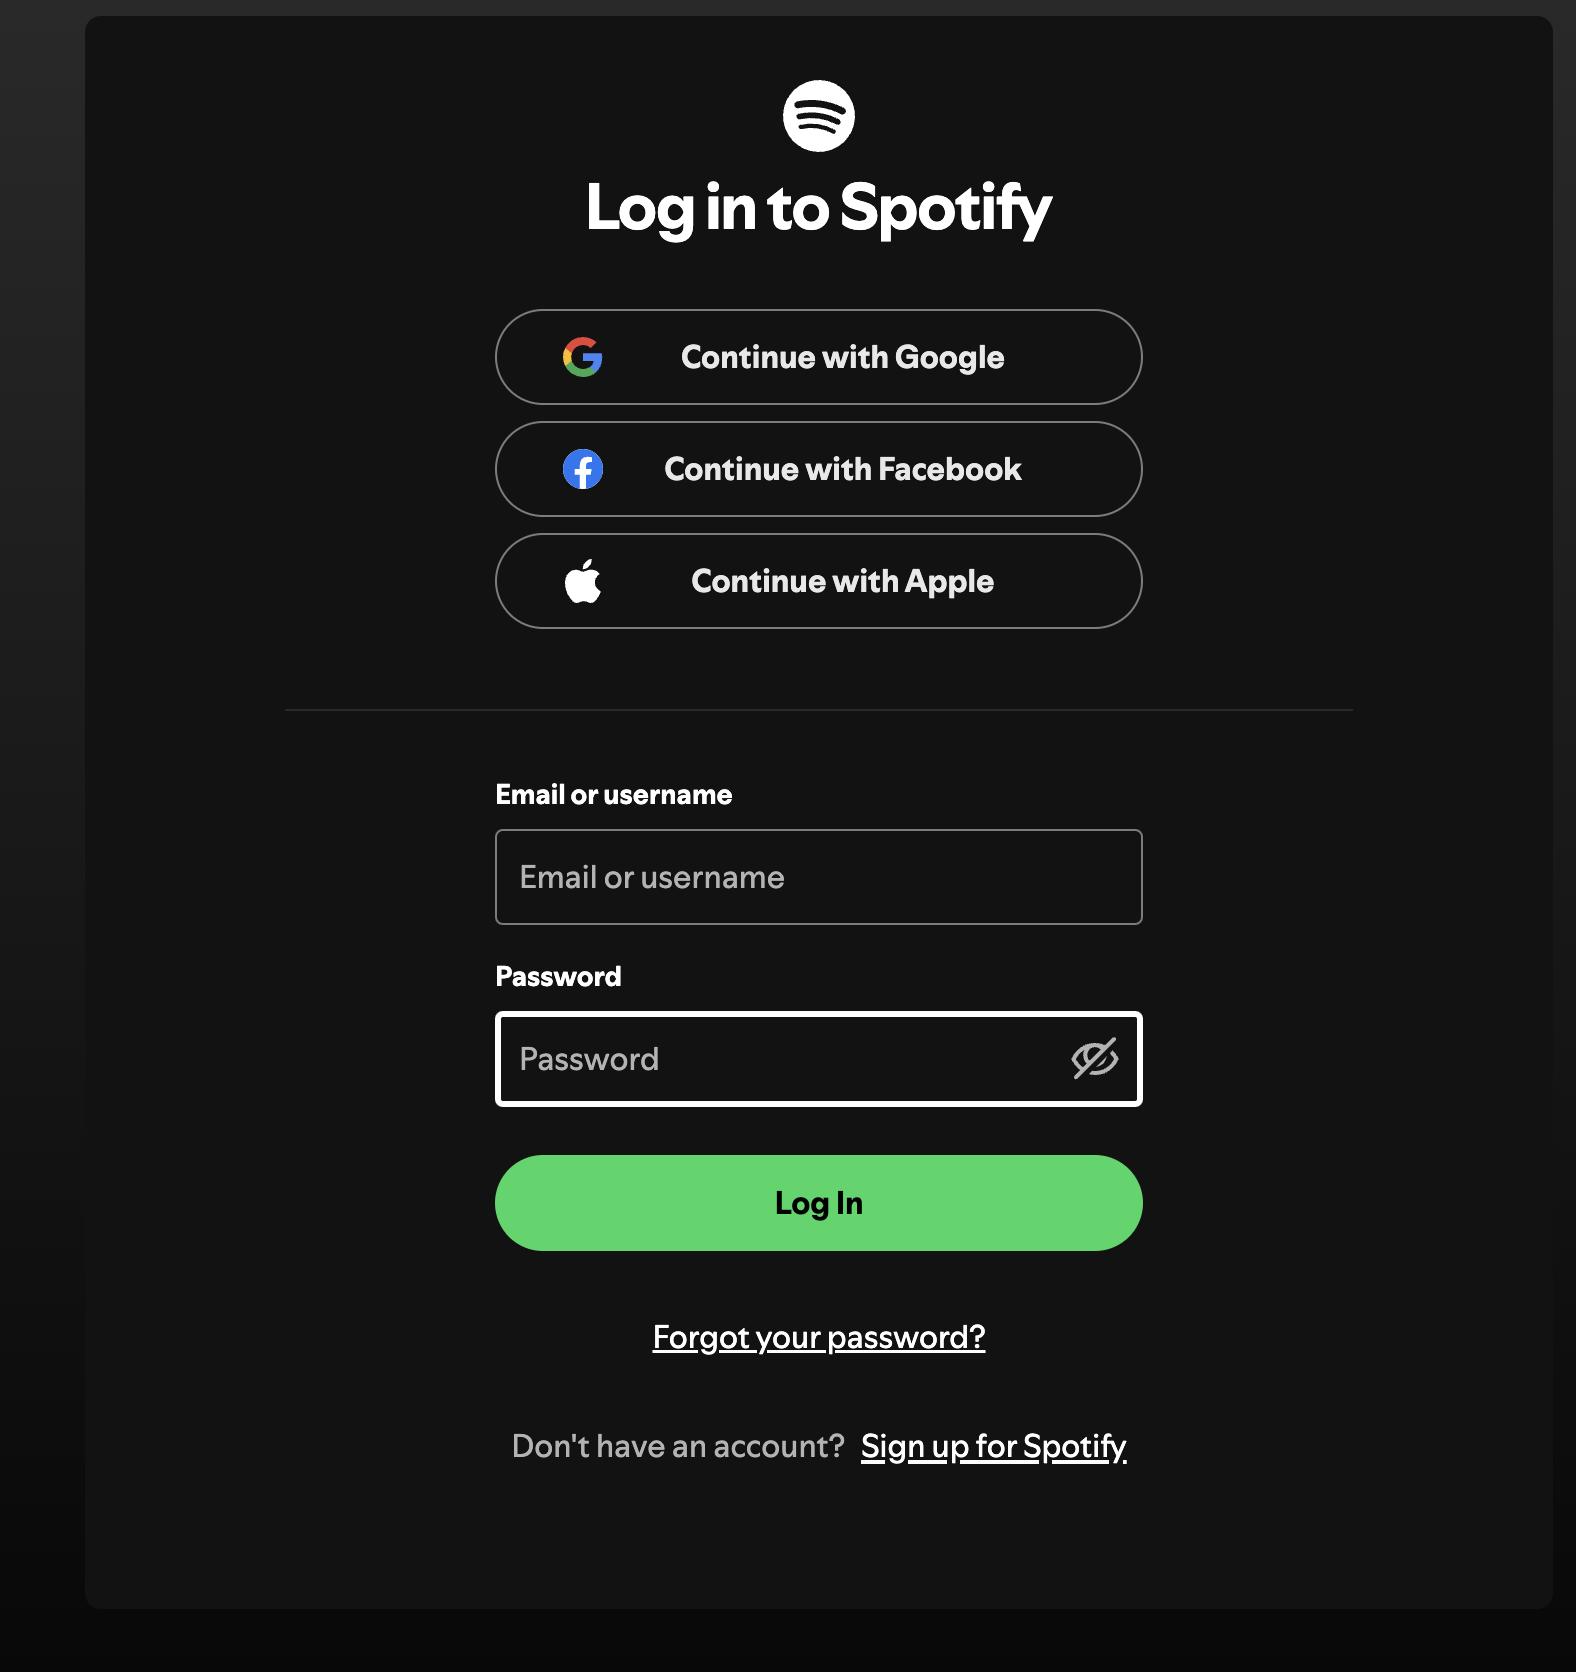 Log in to Spotify
Continue with Google
Continue with Facebook
Continue with Apple
Email or username
Email or username
Password
Password
Log In
Forgot your password?
Don't have an account? Sign up for Spotify